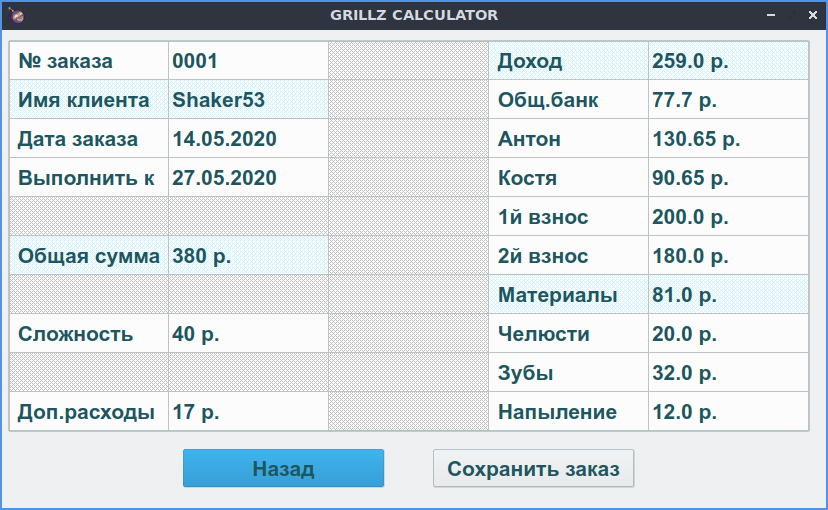 GRILLZ CALCULATOR
№ заказа 0001 Доход 259.0 р.
Имя клиента Shaker53 Общ.банк 77.7 р.
Дата заказа 14.05.2020 Антон 130.65 р.
Выполнить к 27.05.2020 Костя 90.65 р.
1й взнос 200.0 р.
Общая сумма 380 р. 2й взнос 180.0 р.
Материалы 81.0 р.
Сложность 40 р. Челюсти 20.0 р.
Зубы 32.0 р.
Доп.расходы 17 р. Напыление 12.0 р.
Назад Сохранить заказ